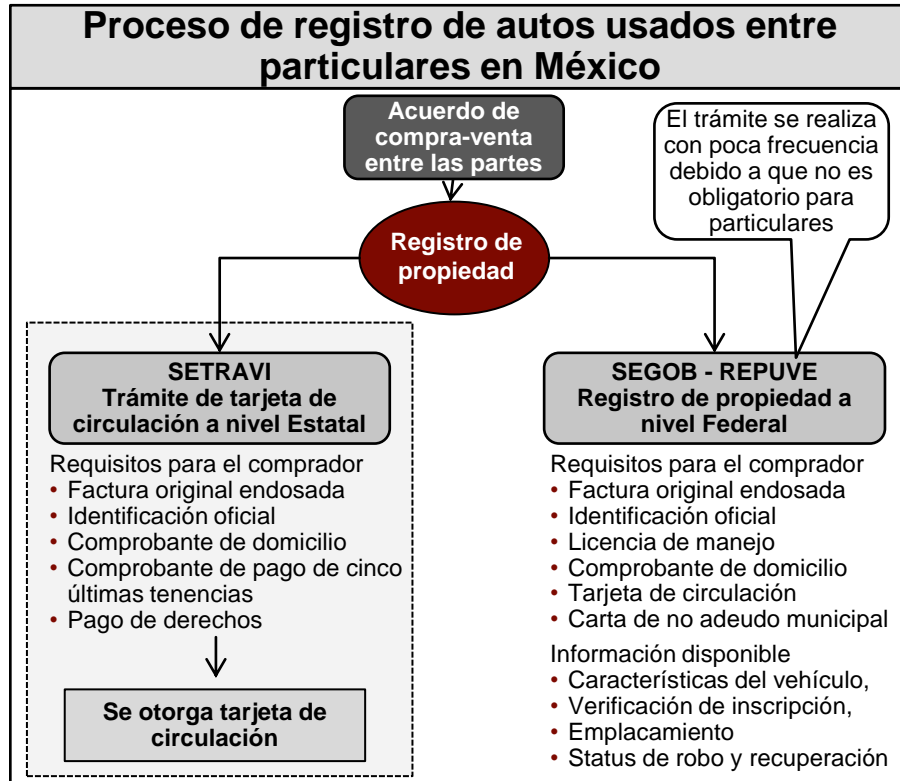 Proceso de registro de autos usados entre
particulares en México
Acuerdo de
compra-venta
entre las partes
El trámite se realiza
con poca frecuencia
debido a que no es
obligatorio para
particulares
Registro de
propiedad
SETRAVI
Trámite de tarjeta de
circulación a nivel Estatal
Requisitos para el comprador
• Factura original endosada
• Identificación oficial
• Comprobante de domicilio
• Comprobante de pago de cinco
últimas tenencias
• Pago de derechos
Se otorga tarjeta de
circulación
SEGOB - REPUVE
Registro de propiedad a
nivel Federal
Requisitos para el comprador
• Factura original endosada
• Identificación oficial
• Licencia de manejo
• Comprobante de domicilio
• Tarjeta de circulación
• Carta de no adeudo municipal
Información disponible
• Características del vehículo,
• Verificación de inscripción,
• Emplacamiento
• Status de robo y recuperación